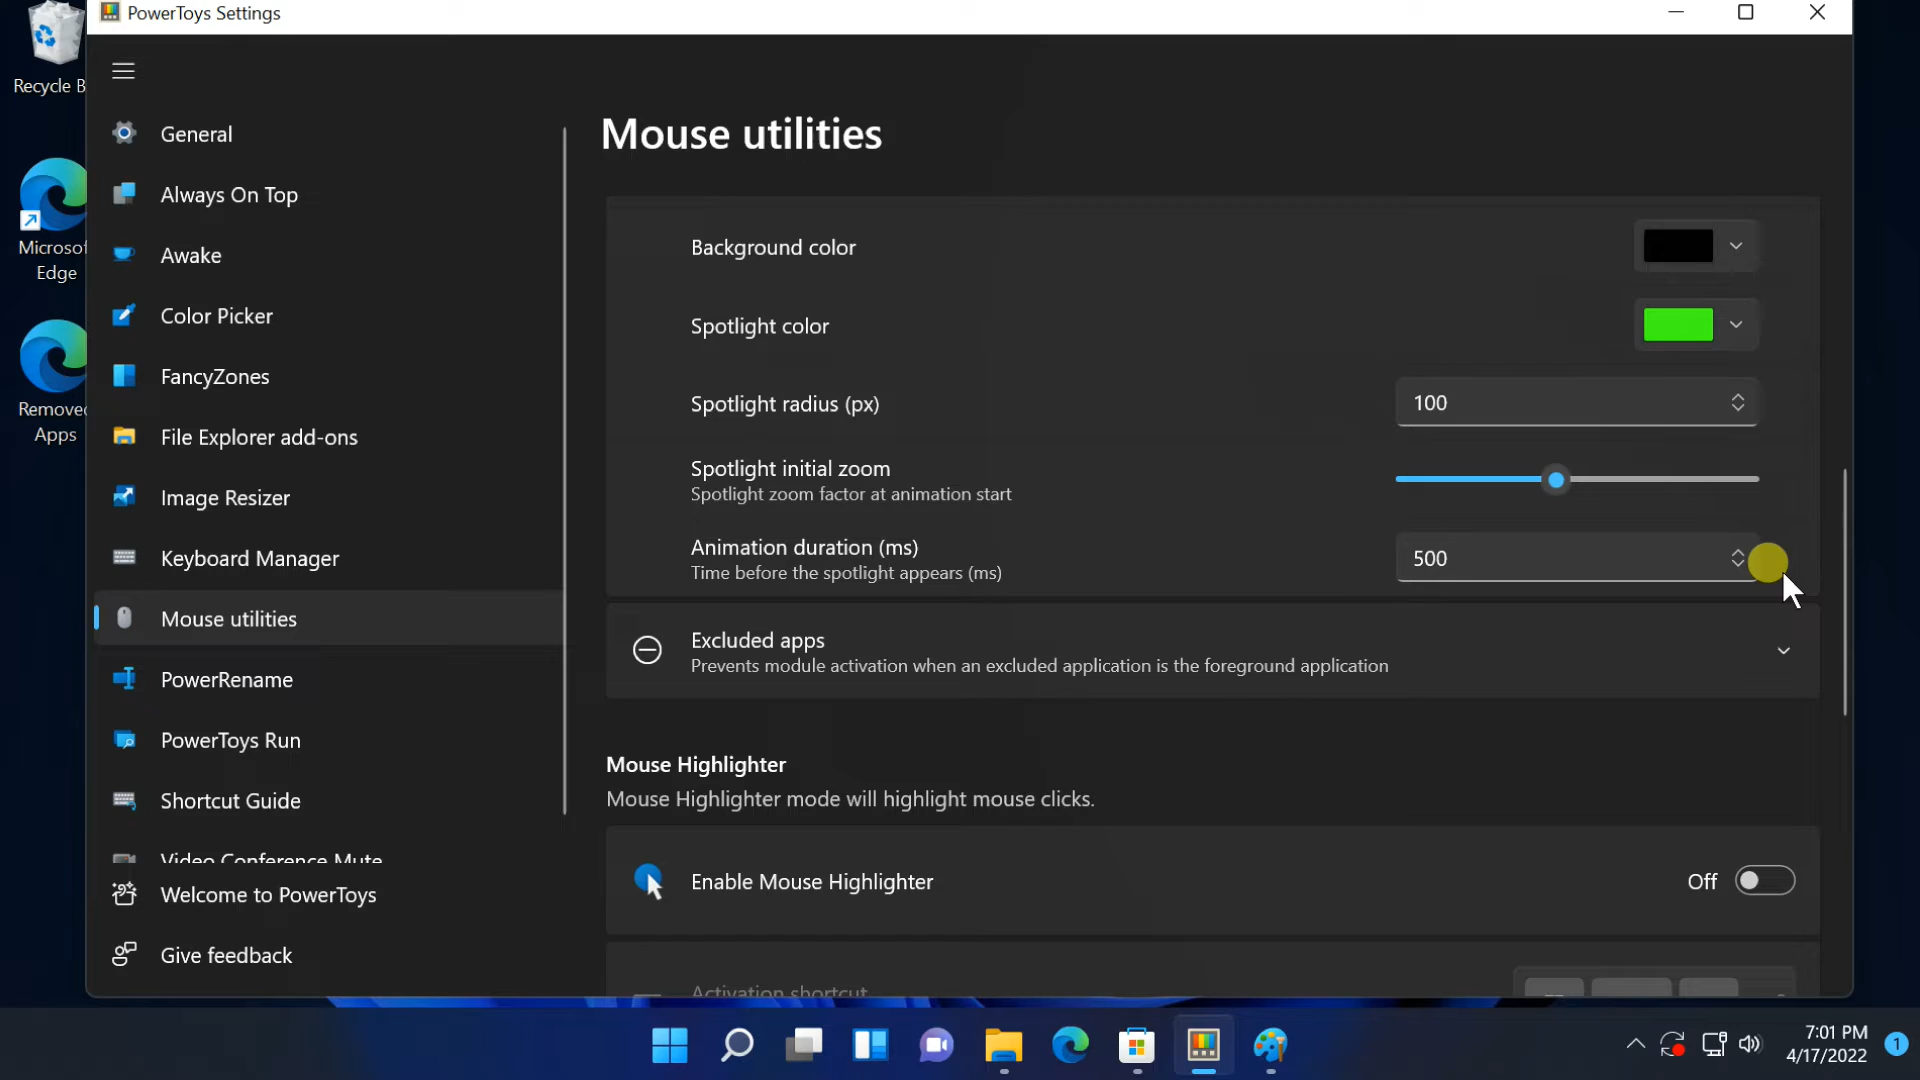 PowerToys Settings
Recycle B
Microsof
Edge
Removed
Apps
General
Always On Top
Awake
Color Picker
FancyZones
File Explorer add-ons
Image Resizer
Keyboard Manager
Mouse utilities
PowerRename
PowerToys Run
Shortcut Guide
Video Conference Mute
Welcome to PowerToys
Give feedback
Mouse utilities
Background color
Spotlight color
Spotlight radius (px)
100
Spotlight initial zoom
Spotlight zoom factor at animation start
Animation duration (ms)
Time before the spotlight appears (ms)
500
Excluded apps
Prevents module activation when an excluded application is the foreground application
Mouse Highlighter
Mouse Highlighter mode will highlight mouse clicks.
Enable Mouse Highlighter
Off
Activation shortcut
7:01 PM
4/17/2022
1